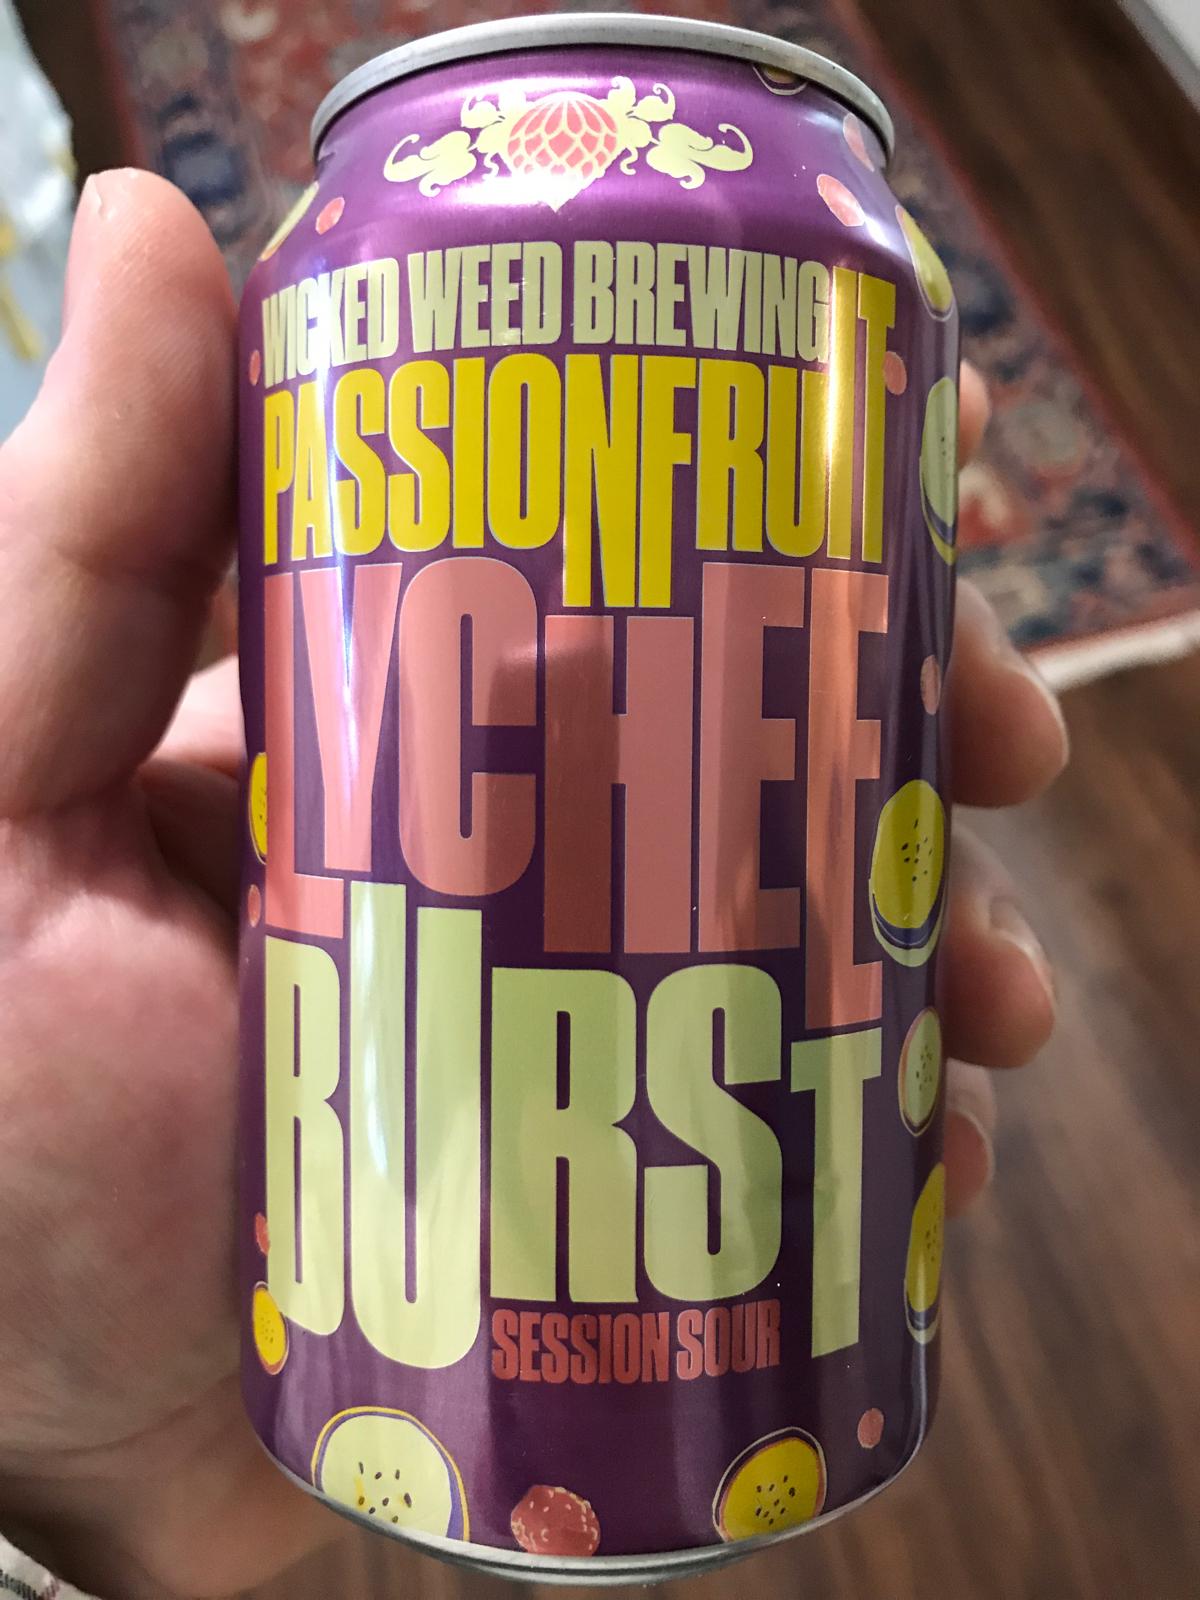 WICKED WEED BREWING
PASSIONFRUIT
LYCHEE
BURST
SESSION SOUR